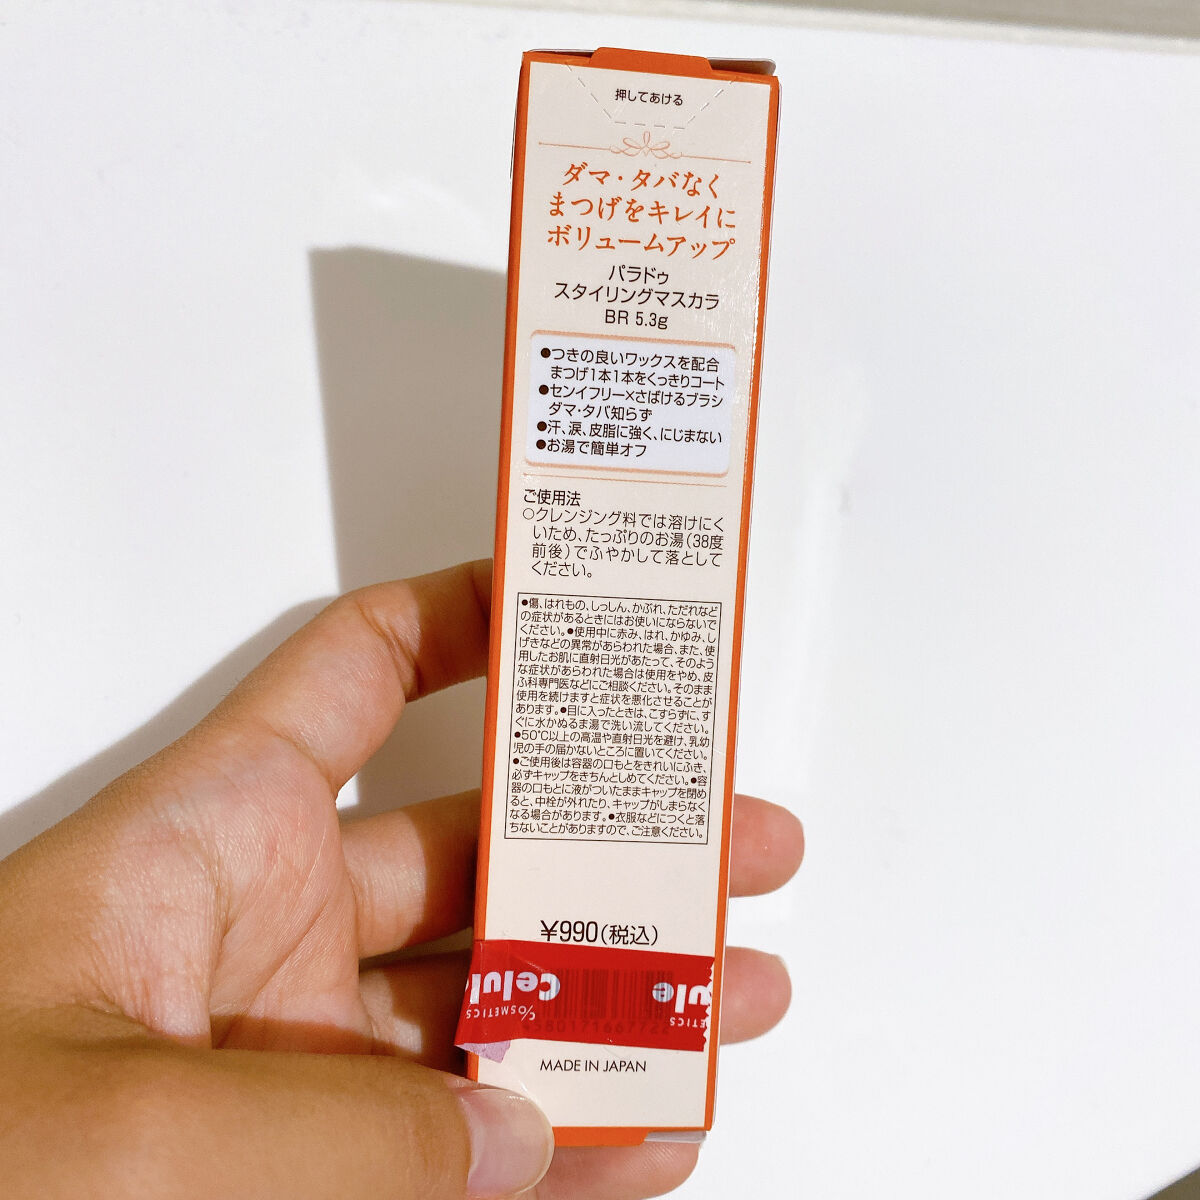 押してあける
ダマ・タバなく
まつげをキレイに
ボリュームアップ
パラドゥ
スタイリングマスカラ
BR 5.3g
●つきの良いワックスを配合
まつげ1本1本をくっきりコート
●センイフリー×さばけるブラシ
ダマ・タバ知らず
●汗、涙、皮脂に強く、にじまない
●お湯で簡単オフ
ご使用法
○クレンジング料では溶けにく
いため、たっぷりのお湯(38度
前後)でふやかして落として
ください。
●傷、はれもの、しっしん、かぶれ、ただれなど
の症状があるときにはお使いにならないで
ください。●使用中に赤み、はれ、かゆみ、し
げきなどの異常があらわれた場合、また、使
用したお肌に直射日光があたって、そのよう
な症状があらわれた場合は使用をやめ、皮
ふ科専門医などにご相談ください。そのまま
使用を続けますと症状を悪化させることが
あります。●目に入ったときは、こすらずに、す
ぐに水かぬるま湯で洗い流してください。
●50℃以上の高温や直射日光を避け、乳幼
児の手の届かないところに置いてください。
●ご使用後は容器の口もとをきれいにふき、
必ずキャップをきちんとしめてください。●容
器の口もとに液がついたままキャップを閉め
ると、中栓が外れたり、キャップがしまらなく
なる場合があります。●衣服などにつくと落
ちないことがありますので、ご注意ください。
¥990(税込)
Celule
C/OSMETICS
MADE IN JAPAN